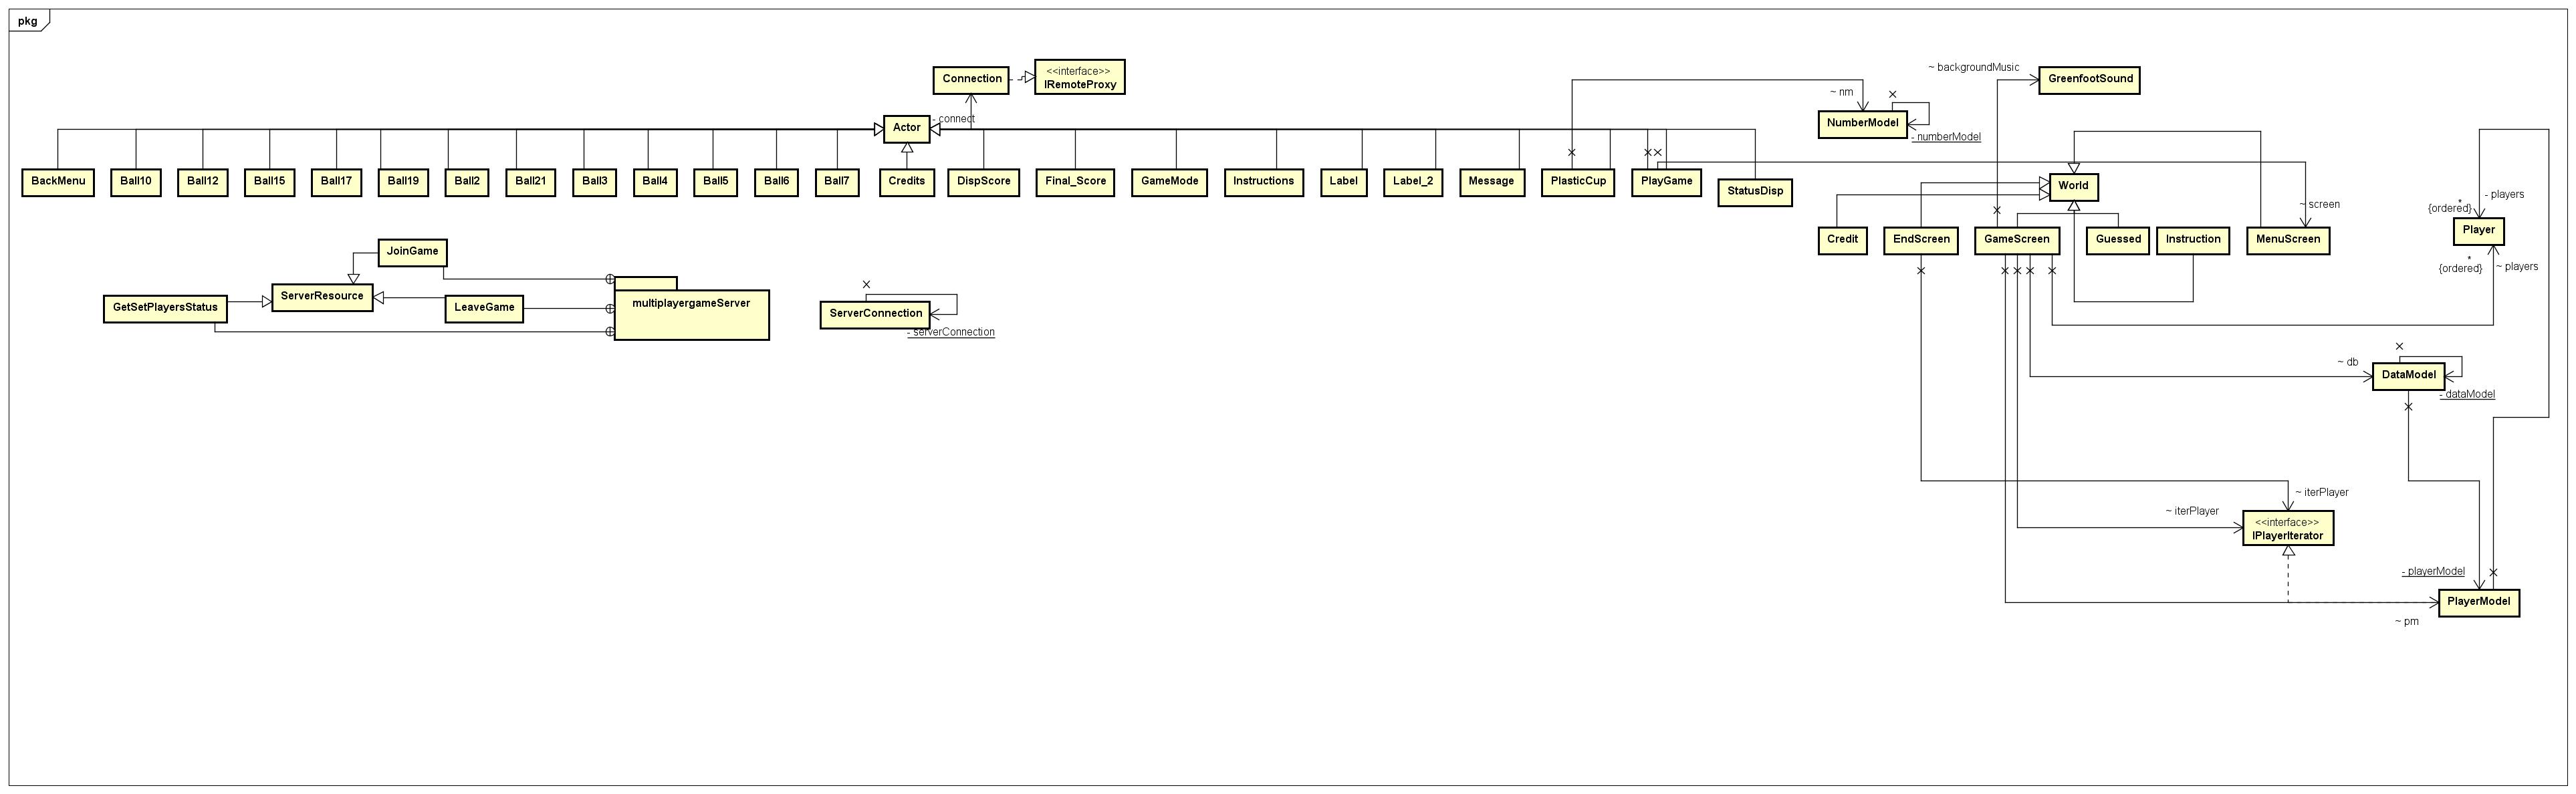 pkg
Connection
<<interface>>
IRemoteProxy
~ backgroundMusic
GreenfootSound
~ nm
NumberModel
- numberModel
Actor
- connect
BackMenu
Ball10
Ball12
Ball15
Ball17
Ball19
Ball2
Ball21
Ball3
Ball4
Ball5
Ball6
Ball7
Credits
DispScore
Final_Score
GameMode
Instructions
Label
Label_2
Message
PlasticCup
PlayGame
StatusDisp
World
~ screen
- players
*
{ordered}
Player
*
{ordered}
~ players
Credit
EndScreen
GameScreen
Guessed
Instruction
MenuScreen
JoinGame
ServerResource
GetSetPlayersStatus
LeaveGame
multiplayergameServer
ServerConnection
- serverConnection
~ db
DataModel
- dataModel
~ iterPlayer
~ iterPlayer
<<interface>>
IPlayerIterator
- playerModel
PlayerModel
~ pm